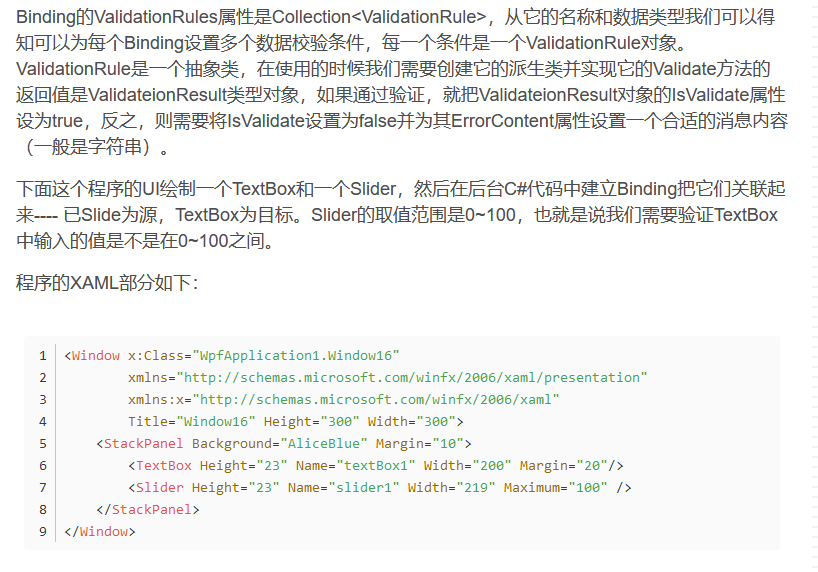 Binding的ValidationRules属性是Collection<ValidationRule>，从它的名称和数据类型我们可以得
知可以为每个Binding设置多个数据校验条件，每一个条件是一个ValidationRule对象。
ValidationRule是一个抽象类，在使用的时候我们需要创建它的派生类并实现它的Validate方法的
返回值是ValidateionResult类型对象，如果通过验证，就把ValidateionResult对象的IsValidate属性
设为true，反之，则需要将IsValidate设置为false并为其ErrorContent属性设置一个合适的消息内容
（一般是字符串）。
下面这个程序的UI绘制一个TextBox和一个Slider，然后在后台C#代码中建立Binding把它们关联起
来---- 已Slide为源，TextBox为目标。Slider的取值范围是0~100，也就是说我们需要验证TextBox
中输入的值是不是在0~100之间。
程序的XAML部分如下：
1 <Window x:Class="WpfApplication1.Window16"
2 xmlns="http://schemas.microsoft.com/winfx/2006/xaml/presentation"
3 xmlns:x="http://schemas.microsoft.com/winfx/2006/xaml"
4 Title="Window16" Height="300" Width="300">
5 <StackPanel Background="AliceBlue" Margin="10">
6 <TextBox Height="23" Name="textBox1" Width="200" Margin="20"/>
7 <Slider Height="23" Name="slider1" Width="219" Maximum="100" />
8 </StackPanel>
9 </Window>